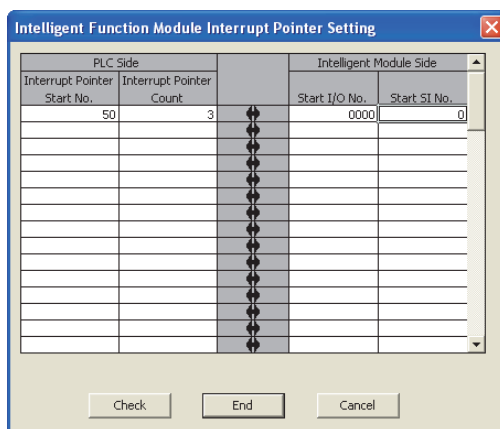 Intelligent Function Module Interrupt Pointer Setting
PLC Side Intelligent Module Side
Interrupt Pointer Interrupt Pointer
Start No. Count Start I/O No. Start SI No.
50 3 0000 0
Check End Cancel